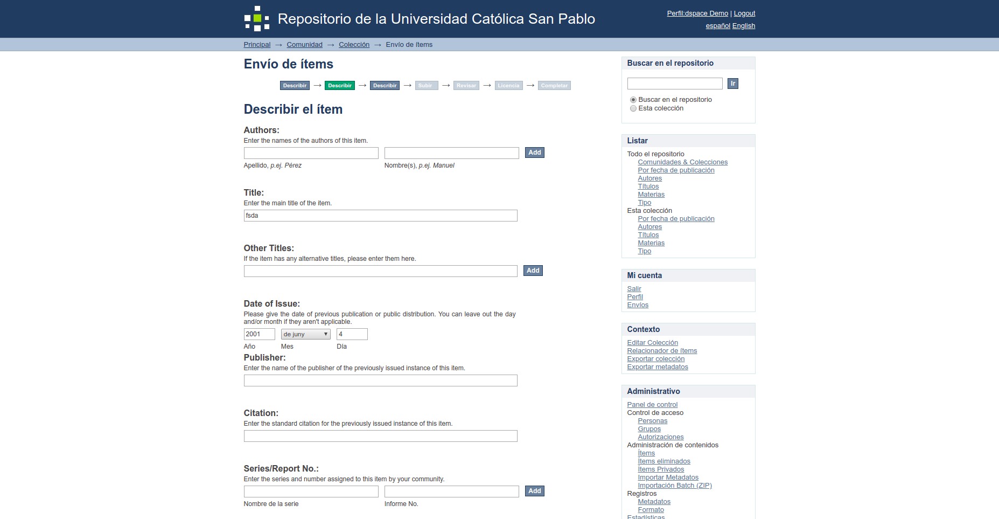 Repositorio de la Universidad Católica San Pablo
Perfil:dspace Demo | Logout
español English
Principal → Comunidad → Colección → Envío de ítems
Envío de ítems
Describir → Describir → Describir → Subir → Revisar → Licencia → Completar
Describir el ítem
Authors:
Enter the names of the authors of this item.
Add
Apellido, p.ej. Pérez Nombre(s), p.ej. Manuel
Title:
Enter the main title of the item.
fsda
Other Titles:
If the item has any alternative titles, please enter them here.
Add
Date of Issue:
Please give the date of previous publication or public distribution. You can leave out the day
and/or month if they aren't applicable.
2001 de juny 4
Año Mes Día
Publisher:
Enter the name of the publisher of the previously issued instance of this item.
Citation:
Enter the standard citation for the previously issued instance of this item.
Series/Report No.:
Enter the series and number assigned to this item by your community.
Add
Nombre de la serie Informe No.
Buscar en el repositorio
Ir
Buscar en el repositorio
Esta colección
Listar
Todo el repositorio
Comunidades & Colecciones
Por fecha de publicación
Autores
Títulos
Materias
Tipo
Esta colección
Por fecha de publicación
Autores
Títulos
Materias
Tipo
Mi cuenta
Salir
Perfil
Envíos
Contexto
Editar Colección
Relacionador de ítems
Exportar colección
Exportar metadatos
Administrativo
Panel de control
Control de acceso
Personas
Grupos
Autorizaciones
Administración de contenidos
Ítems
Ítems eliminados
Ítems Privados
Importar Metadatos
Importación Batch (ZIP)
Registros
Metadatos
Formato
Estadísticas